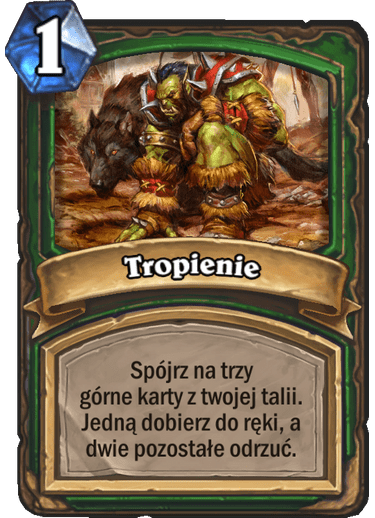 1
Tropienie
Spójrz na trzy
górne karty z twojej talii.
Jedną dobierz do ręki, a
dwie pozostałe odrzuć.